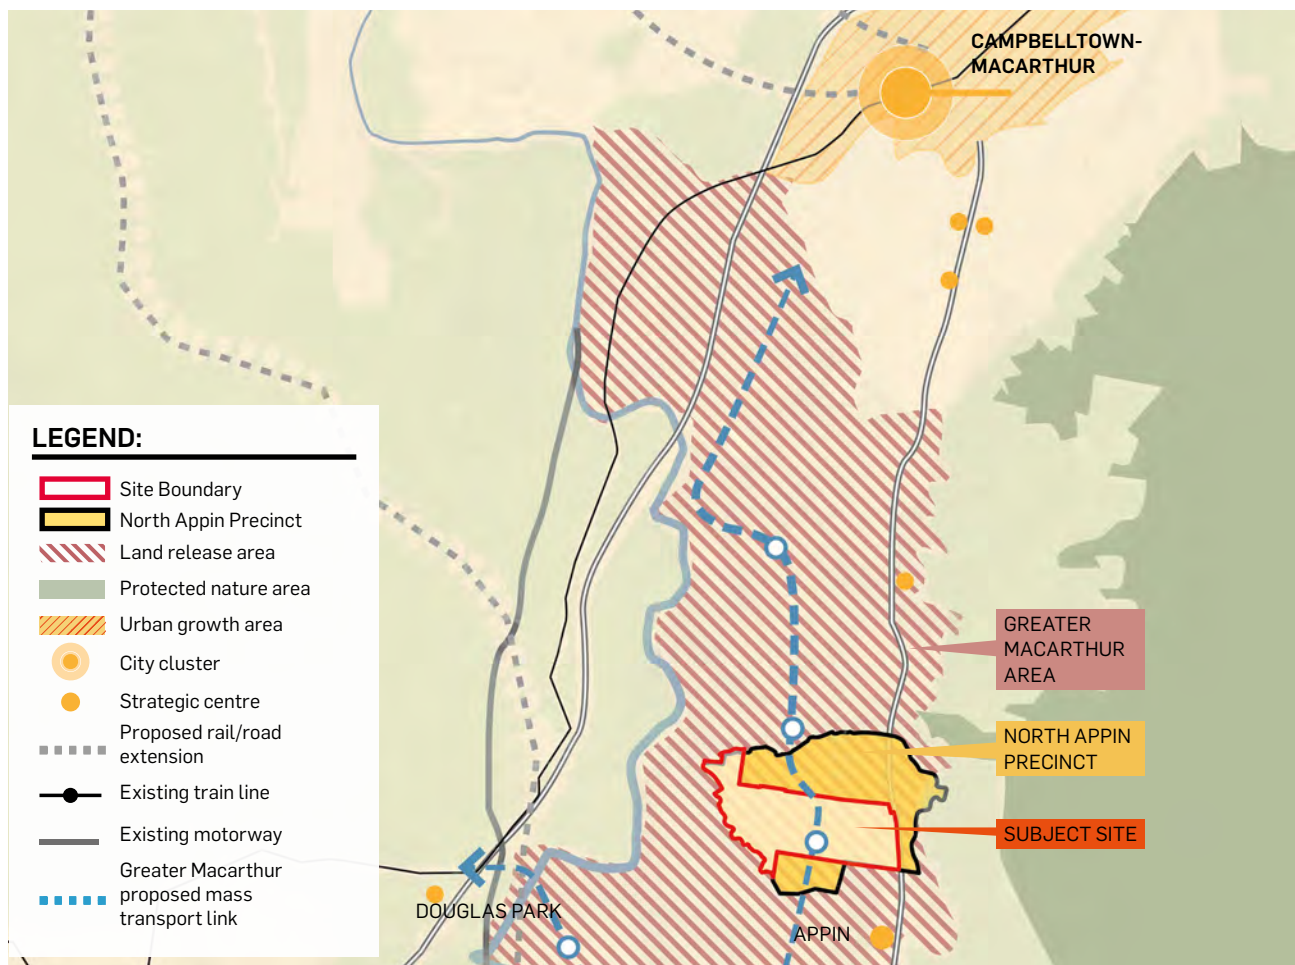 CAMPBELLTOWN-
MACARTHUR
LEGEND:
Site Boundary
North Appin Precinct
Land release area
Protected nature area
Urban growth area
City cluster
Strategic centre
Proposed rail/road
extension
Existing train line
Existing motorway
Greater Macarthur
proposed mass
transport link
GREATER
MACARTHUR
AREA
NORTH APPIN
PRECINCT
SUBJECT SITE
DOUGLAS PARK
APPIN